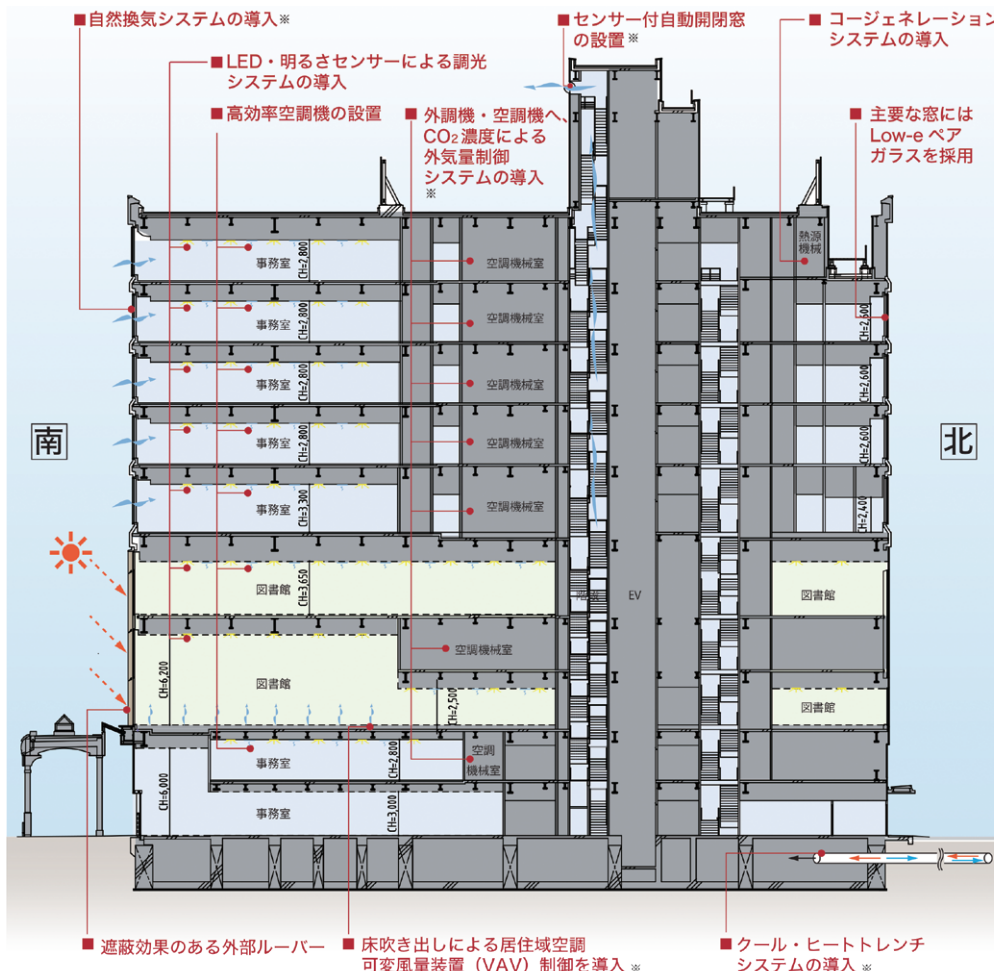 ■自然換気システムの導入※
■LED・明るさセンサーによる調光
システムの導入
■高効率空調機の設置
■外調機・空調機へ、
CO₂濃度による
外気量制御
システムの導入
※
■センサー付自動開閉窓
の設置※
■コージェネレーション
システムの導入
■主要な窓には
Low-eペア
ガラスを採用
熱源
機械
事務室
CH=2,800
空調機械室
事務室
CH=2,800
空調機械室
CH=2,600
事務室
CH=2,800
空調機械室
CH=2,600
事務室
CH=2,800
空調機械室
CH=2,600
南
北
事務室
CH=3,300
空調機械室
CH=2,400
図書館
CH=3,650
EV
図書館
空調機械室
図書館
CH=6,200
CH=2,500
図書館
事務室
CH=2,800
空調
機械室
CH=6,000
事務室
CH=3,000
■遮蔽効果のある外部ルーバー
■床吹き出しによる居住域空調
可変風量装置（VAV）制御を導入※
■クール・ヒートトレンチ
システムの導入※